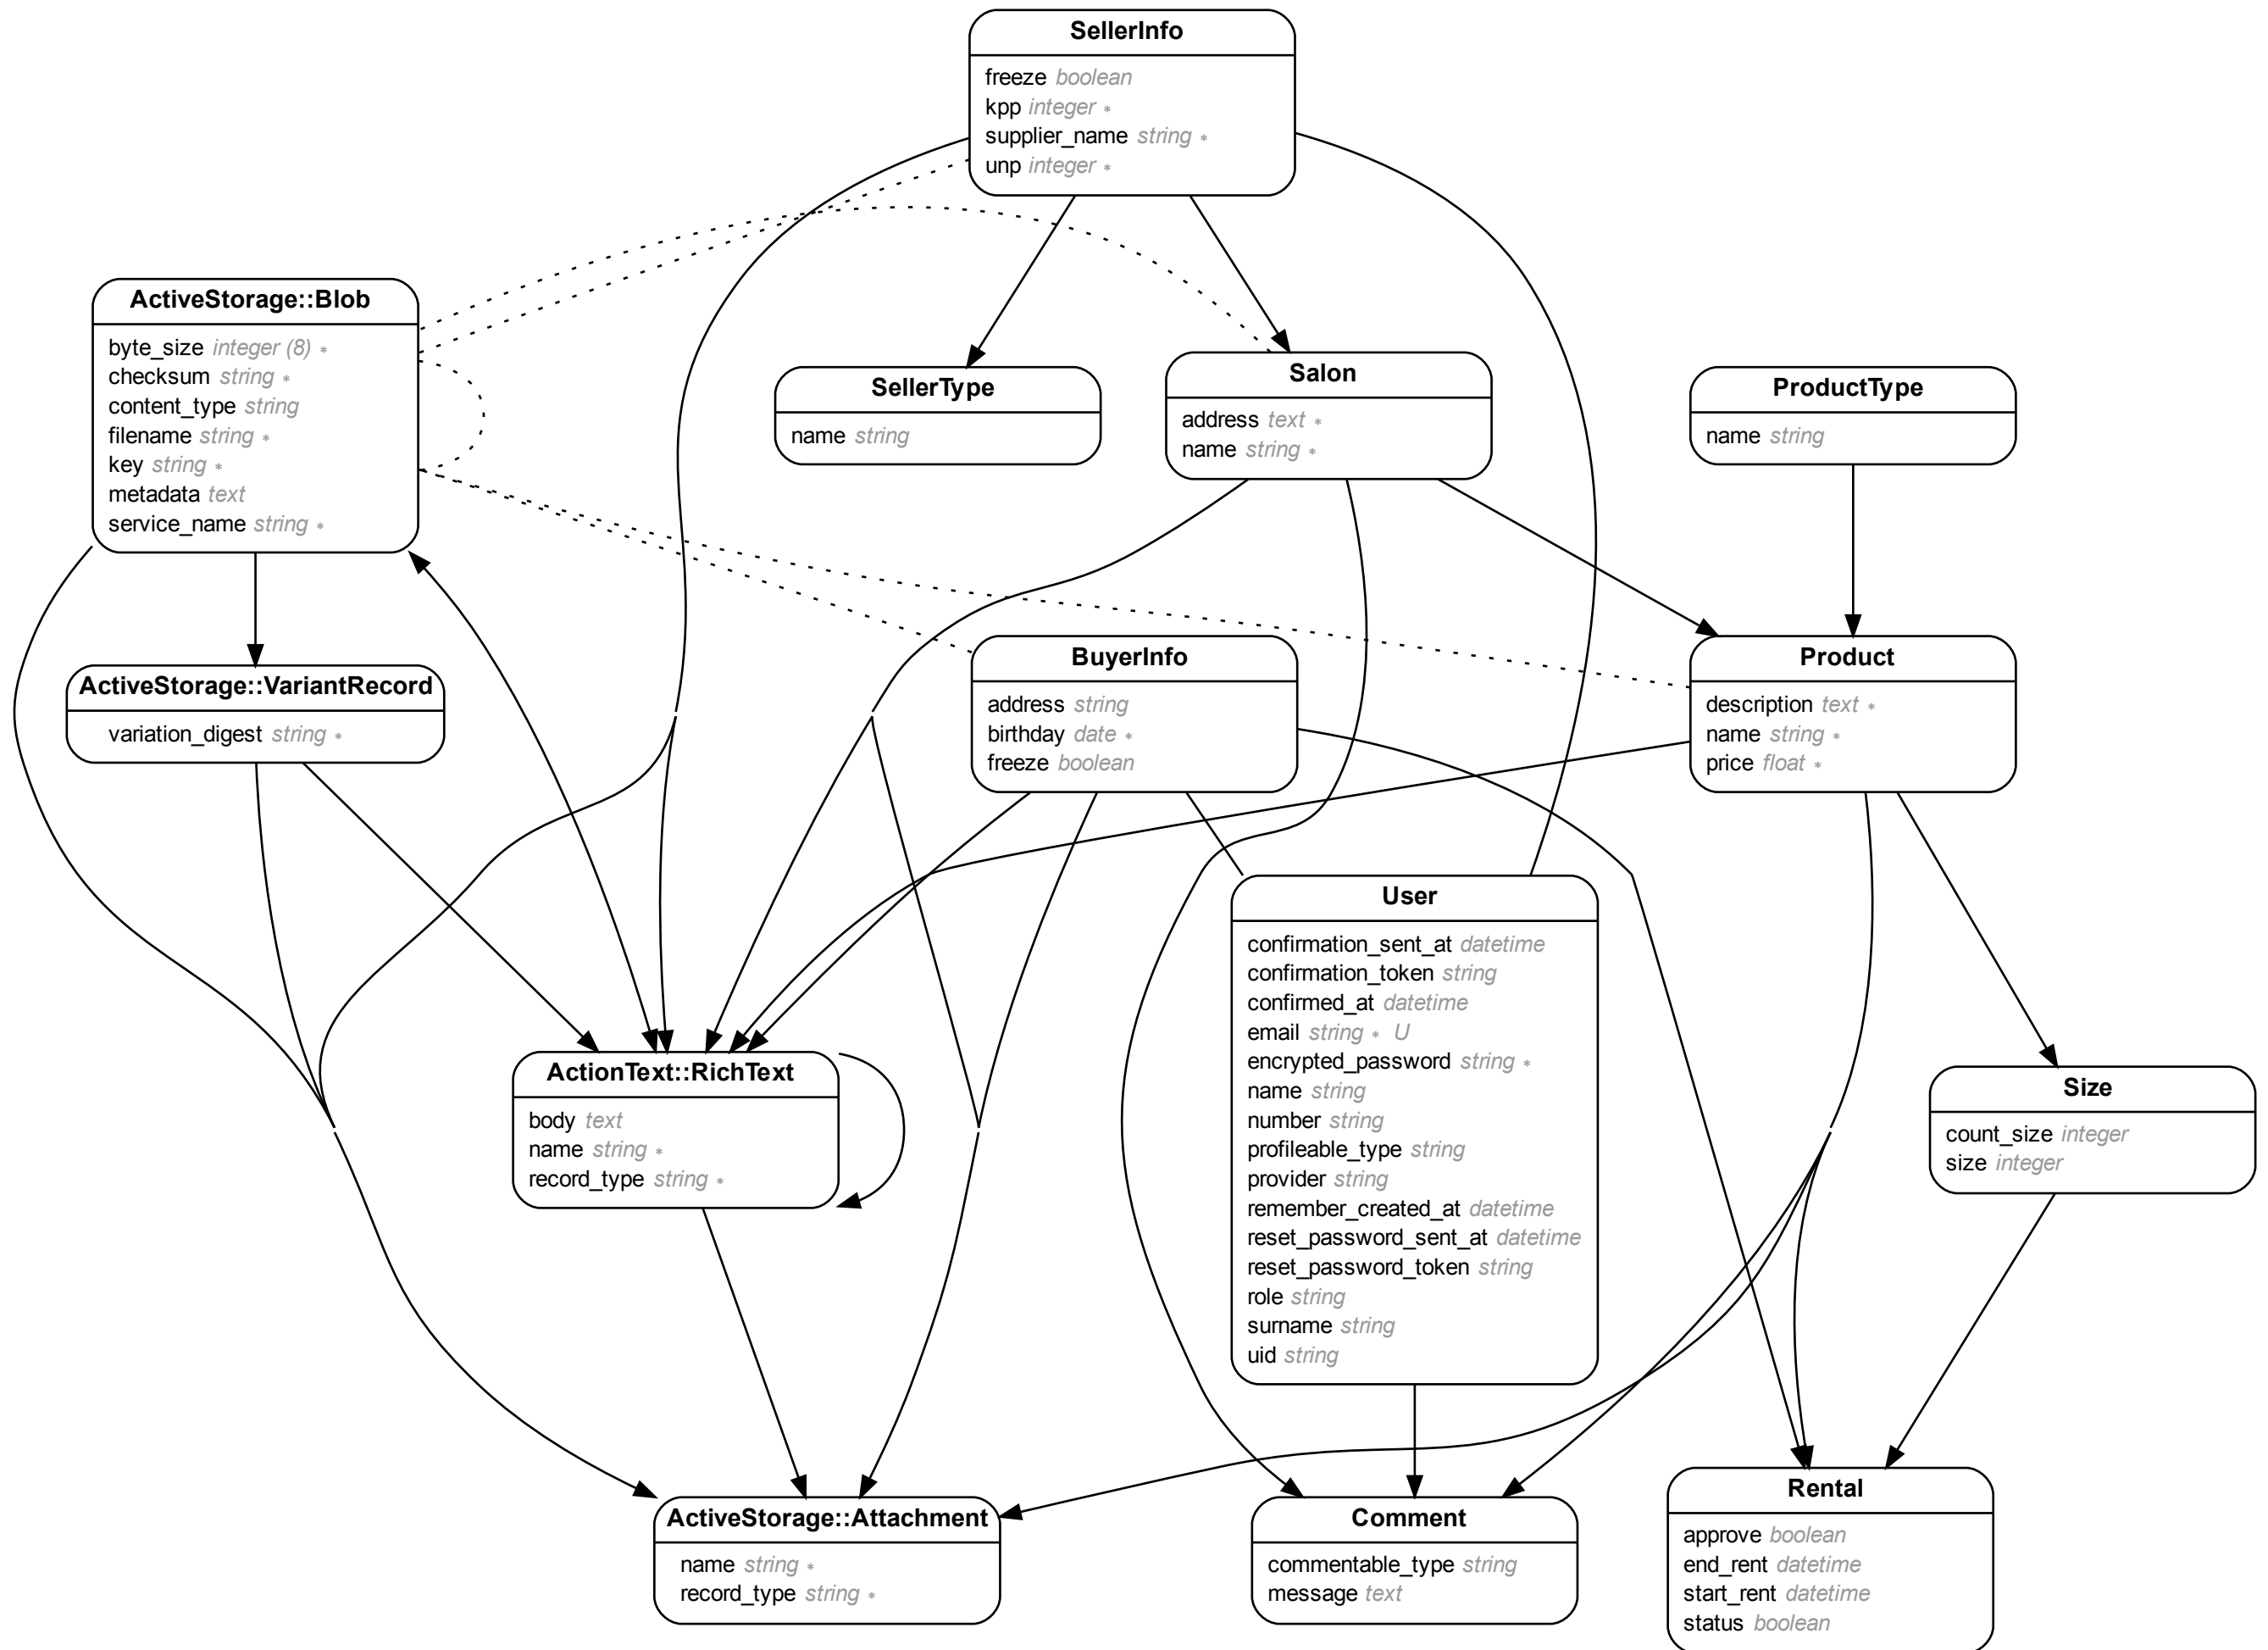 SellerInfo
freeze boolean
kpp integer *
supplier_name string *
unp integer *
ActiveStorage::Blob
byte_size integer (8) *
checksum string *
content_type string
filename string *
key string *
metadata text
service_name string *
SellerType
name string
Salon
address text *
name string *
ProductType
name string
ActiveStorage::VariantRecord
variation_digest string *
BuyerInfo
address string
birthday date *
freeze boolean
Product
description text *
name string *
price float *
User
confirmation_sent_at datetime
confirmation_token string
confirmed_at datetime
email string * U
encrypted_password string *
name string
number string
profileable_type string
provider string
remember_created_at datetime
reset_password_sent_at datetime
reset_password_token string
role string
surname string
uid string
ActionText::RichText
body text
name string *
record_type string *
Size
count_size integer
size integer
ActiveStorage::Attachment
name string *
record_type string *
Comment
commentable_type string
message text
Rental
approve boolean
end_rent datetime
start_rent datetime
status boolean